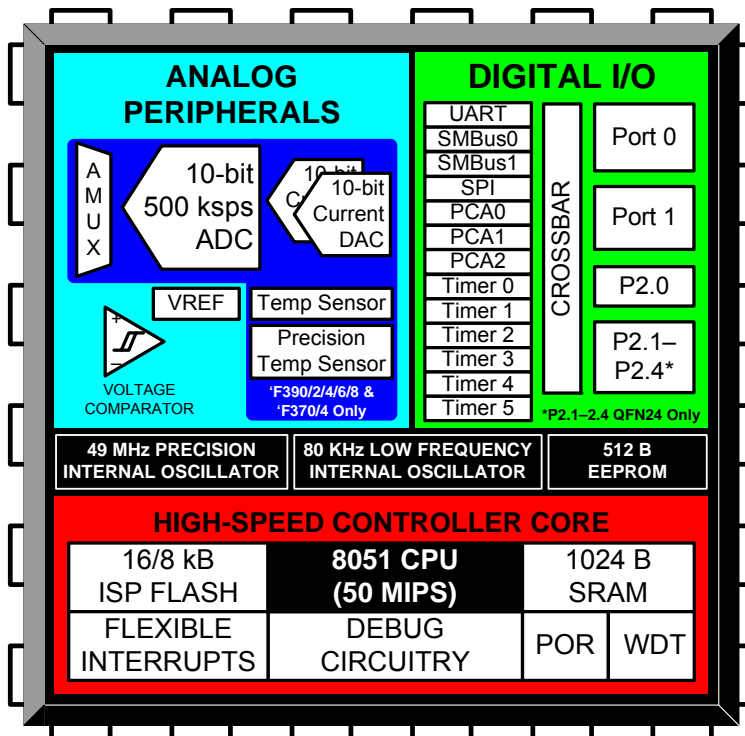 ANALOG
PERIPHERALS
A
M
U
X
10-bit
500 ksps
ADC
10-bit
10-bit
Current
DAC
VREF
Temp Sensor
Precision
Temp Sensor
+
–
VOLTAGE
COMPARATOR
‘F390/2/4/6/8 &
‘F370/4 Only
DIGITAL I/O
UART
SMBus0
SMBus1
SPI
PCA0
PCA1
PCA2
Timer 0
Timer 1
Timer 2
Timer 3
Timer 4
Timer 5
CROSSBAR
Port 0
Port 1
P2.0
P2.1–
P2.4*
*P2.1–2.4 QFN24 Only
49 MHz PRECISION
INTERNAL OSCILLATOR
80 KHz LOW FREQUENCY
INTERNAL OSCILLATOR
512 B
EEPROM
HIGH-SPEED CONTROLLER CORE
16/8 kB
ISP FLASH
8051 CPU
(50 MIPS)
1024 B
SRAM
FLEXIBLE
INTERRUPTS
DEBUG
CIRCUITRY
POR
WDT